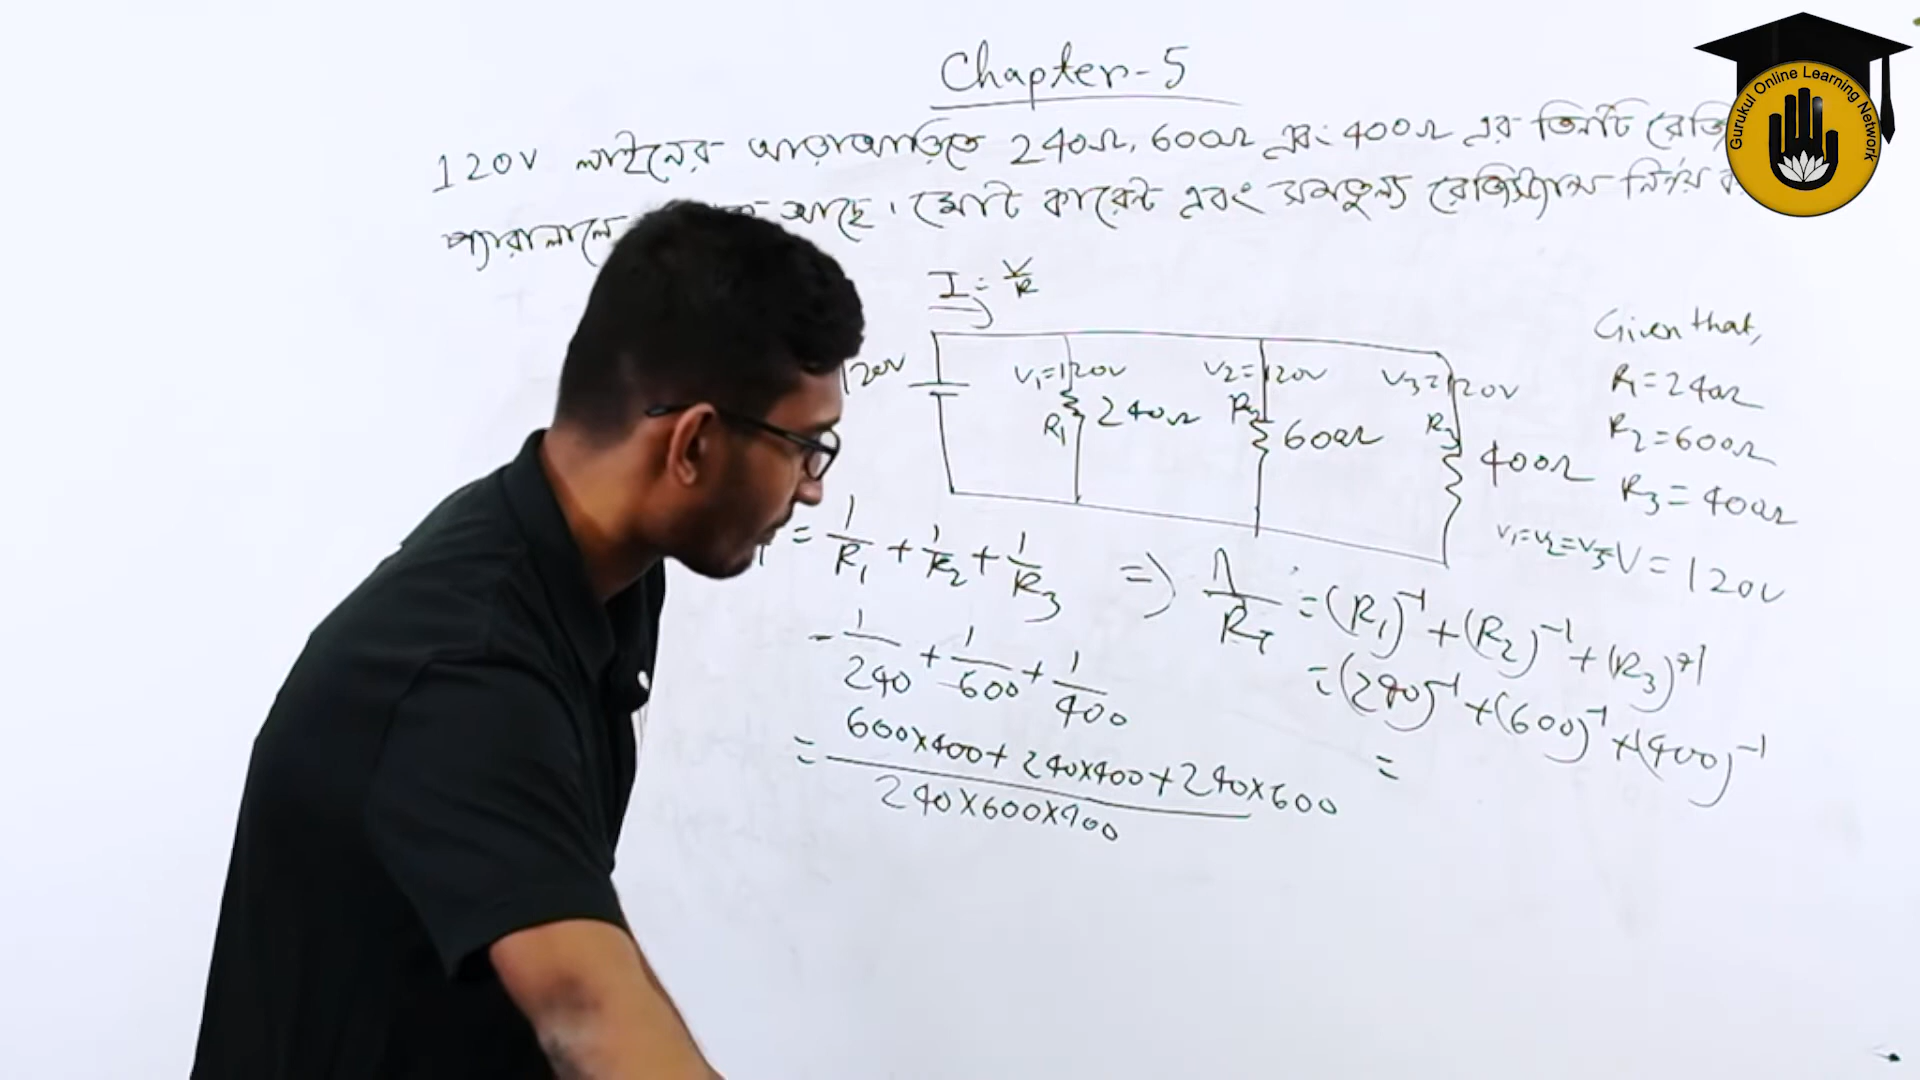 Chapter-5
120V লাইনের আড়াআড়িতে 240Ω, 600Ω এবং 400Ω এর তিনটি
প্যারালালে আছে। মোট কারেন্ট এবং সমতুল্য রেজিস্ট্যান্স নির্ণয়
I = V/R
120V
V₁=120V
V₂=120V
V₃=120V
R₁ 240Ω
R₂ 600Ω
R₃ 400Ω
Given that,
R₁=240Ω
R₂=600Ω
R₃=400Ω
V₁=V₂=V₃=V=120V
= 1/R₁ + 1/R₂ + 1/R₃
- 1/240 + 1/600 + 1/400
= 600×400+240×400+240×600 / 240×600×400
=> 1/R_T = (R₁)⁻¹+(R₂)⁻¹+(R₃)⁻¹
=(240)⁻¹+(600)⁻¹+(400)⁻¹
=
Gurukul Online Learning Network